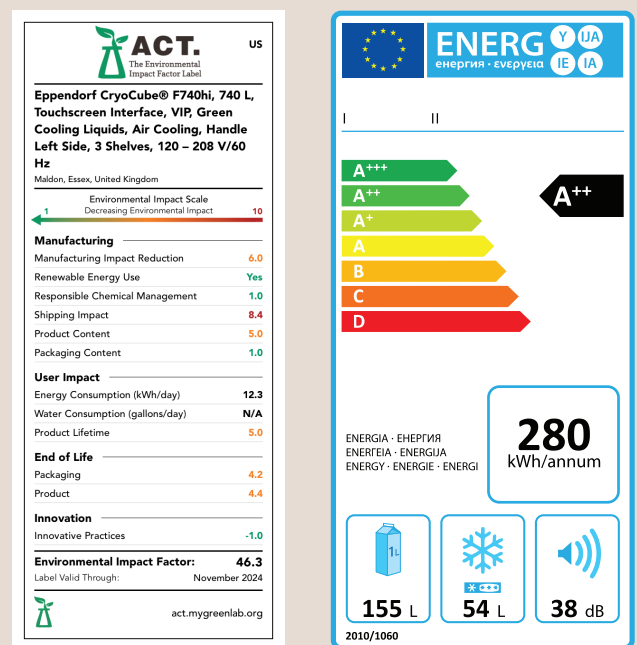 ACT.
The Environmental
Impact Factor Label
US
Eppendorf CryoCube® F740hi, 740 L,
Touchscreen Interface, VIP, Green
Cooling Liquids, Air Cooling, Handle
Left Side, 3 Shelves, 120 – 208 V/60
Hz
Maldon, Essex, United Kingdom
Environmental Impact Scale
1 Decreasing Environmental Impact 10
Manufacturing
Manufacturing Impact Reduction 6.0
Renewable Energy Use Yes
Responsible Chemical Management 1.0
Shipping Impact 8.4
Product Content 5.0
Packaging Content 1.0
User Impact
Energy Consumption (kWh/day) 12.3
Water Consumption (gallons/day) N/A
Product Lifetime 5.0
End of Life
Packaging 4.2
Product 4.4
Innovation
Innovative Practices -1.0
Environmental Impact Factor: 46.3
Label Valid Through: November 2024
act.mygreenlab.org
ENERG Y IJA
енергия · ενεργεια IE IA
I II
A+++
A++
A+
A
B
C
D
A++
ENERGIA · ЕНЕРГИЯ
ΕΝΕΡΓΕΙΑ · ENERGIJA
ENERGY · ENERGIE · ENERGI
280
kWh/annum
1L
155 L
54 L
38 dB
2010/1060